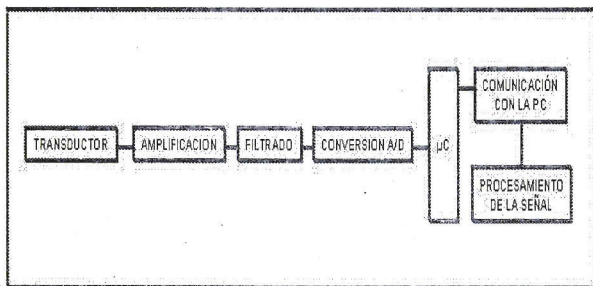 TRANSDUCTOR
AMPLIFICACION
FILTRADO
CONVERSION A/D
µC
COMUNICACIÓN
CON LA PC
PROCESAMIENTO
DE LA SEÑAL